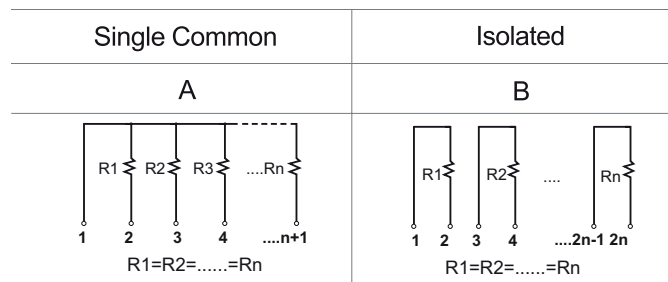 Single Common
Isolated
A
B
R1 R2 R3 ....Rn
1 2 3 4 ....n+1
R1=R2=......=Rn
R1 R2 .... Rn
1 2 3 4 ....2n-1 2n
R1=R2=......=Rn